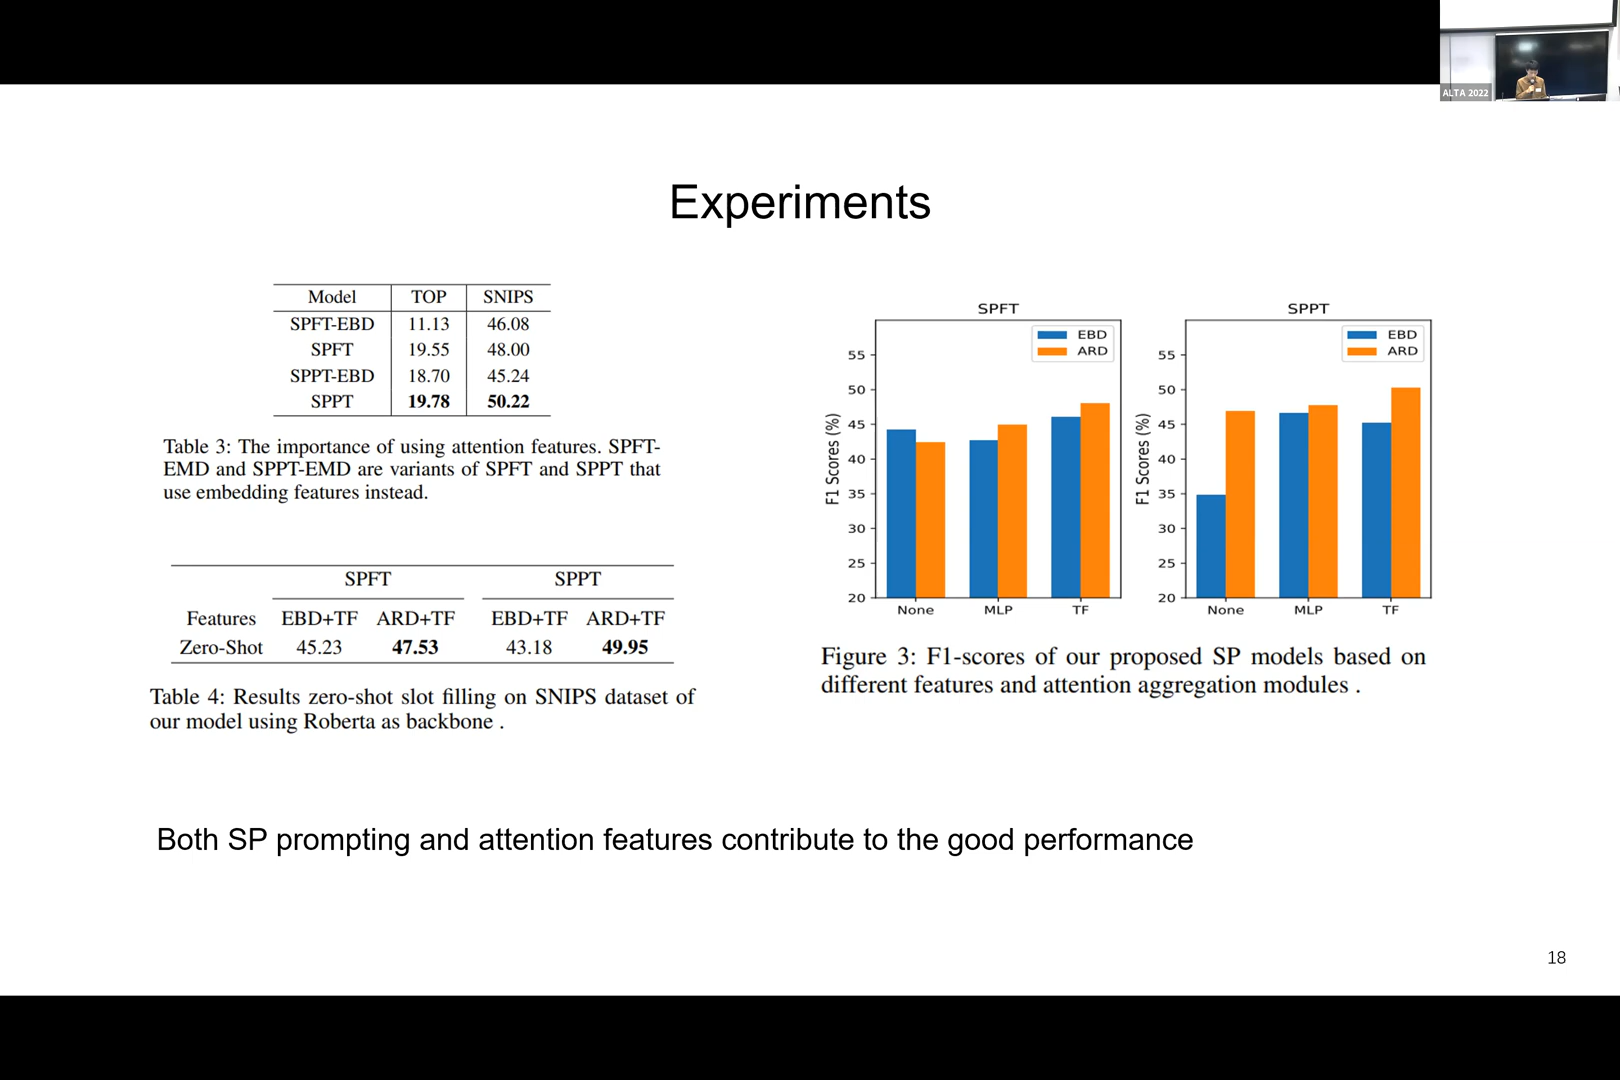 ALTA 2022
Experiments
Model TOP SNIPS
SPFT-EBD 11.13 46.08
SPFT 19.55 48.00
SPPT-EBD 18.70 45.24
SPPT 19.78 50.22
Table 3: The importance of using attention features. SPFT-
EMD and SPPT-EMD are variants of SPFT and SPPT that
use embedding features instead.
SPFT SPPT
Features EBD+TF ARD+TF EBD+TF ARD+TF
Zero-Shot 45.23 47.53 43.18 49.95
Table 4: Results zero-shot slot filling on SNIPS dataset of
our model using Roberta as backbone .
SPFT
EBD
ARD
F1 Scores (%)
55
50
45
40
35
30
25
20
None MLP TF
SPPT
EBD
ARD
F1 Scores (%)
55
50
45
40
35
30
25
20
None MLP TF
Figure 3: F1-scores of our proposed SP models based on
different features and attention aggregation modules .
Both SP prompting and attention features contribute to the good performance
18